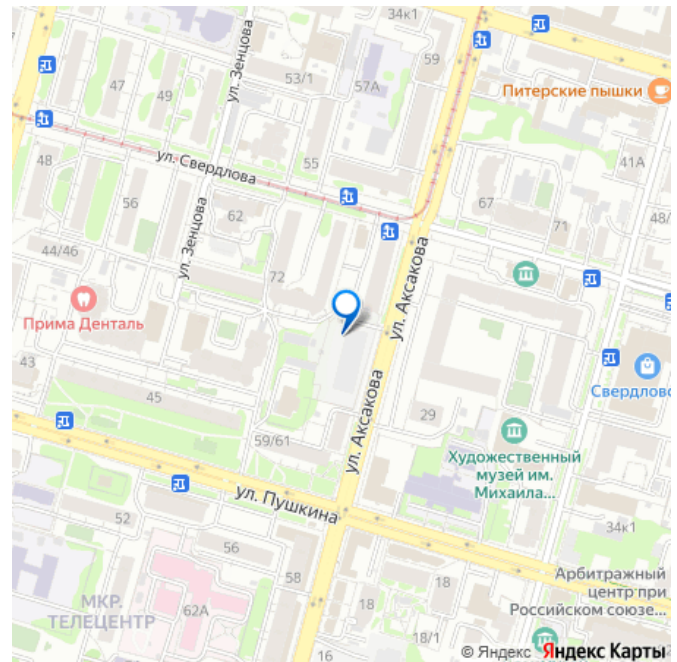 34к1
59
ул. Зенцова
53/1
57А
47
49
Питерские пышки
ул. Свердлова
55
41А
48
56
62
67
71
48/
44/46
ул. Зенцова
72
ул. Аксакова
Прима Денталь
43
45
Свердловс
29
ул. Аксакова
59/61
Художественный
музей им.
Михаила...
ул. Пушкина
52
56
34к1
58
18
Арбитражный
центр при
Российском союзе...
МКР.
ТЕЛЕЦЕНТР
62А
18
18/1
© Яндекс Яндекс Карты